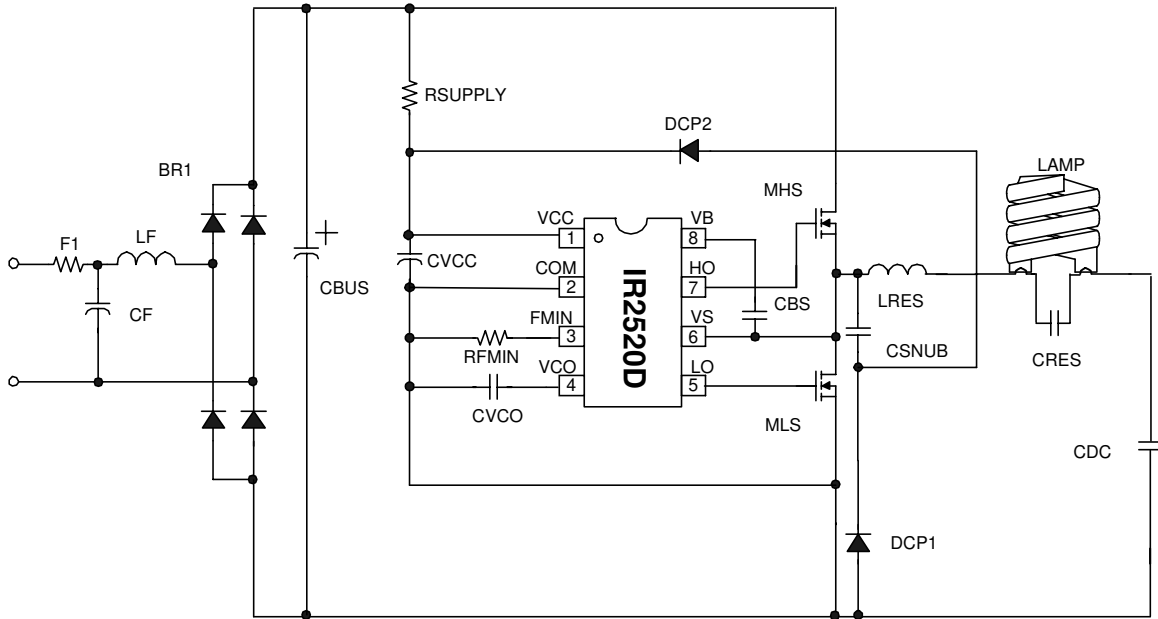 RSUPPLY
DCP2
LAMP
BR1
MHS
VCC
VB
F1
LF
1
8
CVCC
COM
HO
CBUS
2
7
LRES
CF
CBS
FMIN
VS
3
6
RFMIN
CSNUB
CRES
VCO
LO
4
5
CVCO
MLS
IR2520D
CDC
DCP1